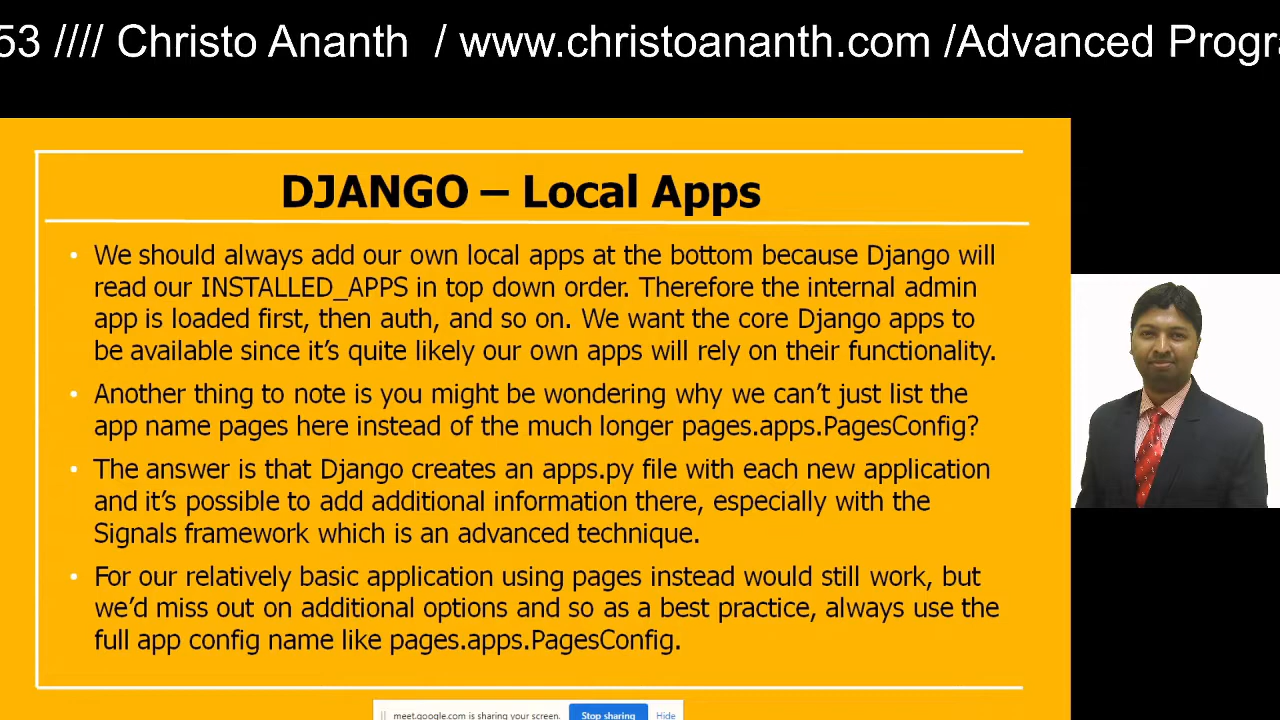 53 //// Christo Ananth / www.christoananth.com /Advanced Progr
DJANGO – Local Apps
• We should always add our own local apps at the bottom because Django will
read our INSTALLED_APPS in top down order. Therefore the internal admin
app is loaded first, then auth, and so on. We want the core Django apps to
be available since it’s quite likely our own apps will rely on their functionality.
• Another thing to note is you might be wondering why we can’t just list the
app name pages here instead of the much longer pages.apps.PagesConfig?
• The answer is that Django creates an apps.py file with each new application
and it’s possible to add additional information there, especially with the
Signals framework which is an advanced technique.
• For our relatively basic application using pages instead would still work, but
we’d miss out on additional options and so as a best practice, always use the
full app config name like pages.apps.PagesConfig.
meet.google.com is sharing your screen. Stop sharing Hide